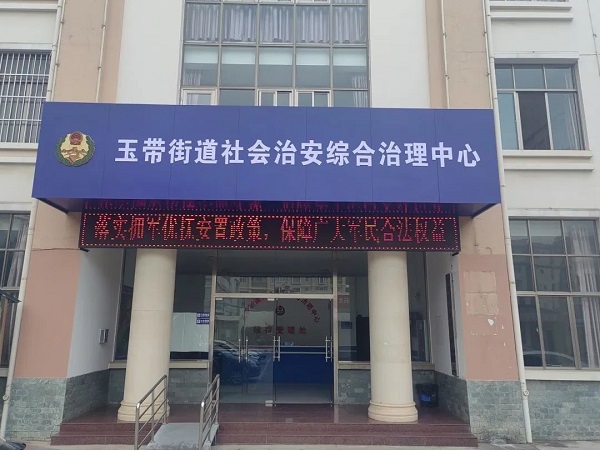 玉带街道社会治安综合治理中心
落实拥军优抚安置政策，保障广大军民合法权益